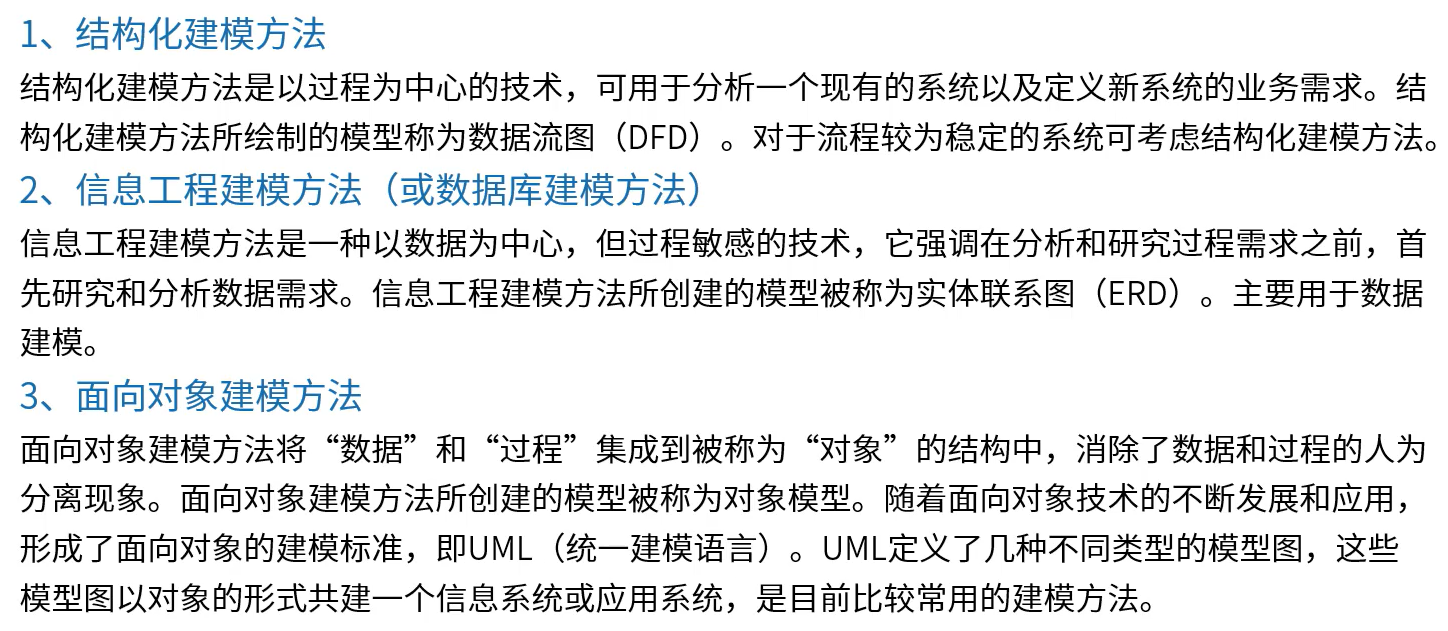 1、结构化建模方法
结构化建模方法是以过程为中心的技术，可用于分析一个现有的系统以及定义新系统的业务需求。结
构化建模方法所绘制的模型称为数据流图（DFD）。对于流程较为稳定的系统可考虑结构化建模方法。
2、信息工程建模方法（或数据库建模方法）
信息工程建模方法是一种以数据为中心，但过程敏感的技术，它强调在分析和研究过程需求之前，首
先研究和分析数据需求。信息工程建模方法所创建的模型被称为实体联系图（ERD）。主要用于数据
建模。
3、面向对象建模方法
面向对象建模方法将“数据”和“过程”集成到被称为“对象”的结构中，消除了数据和过程的人为
分离现象。面向对象建模方法所创建的模型被称为对象模型。随着面向对象技术的不断发展和应用，
形成了面向对象的建模标准，即UML（统一建模语言）。UML定义了几种不同类型的模型图，这些
模型图以对象的形式共建一个信息系统或应用系统，是目前比较常用的建模方法。